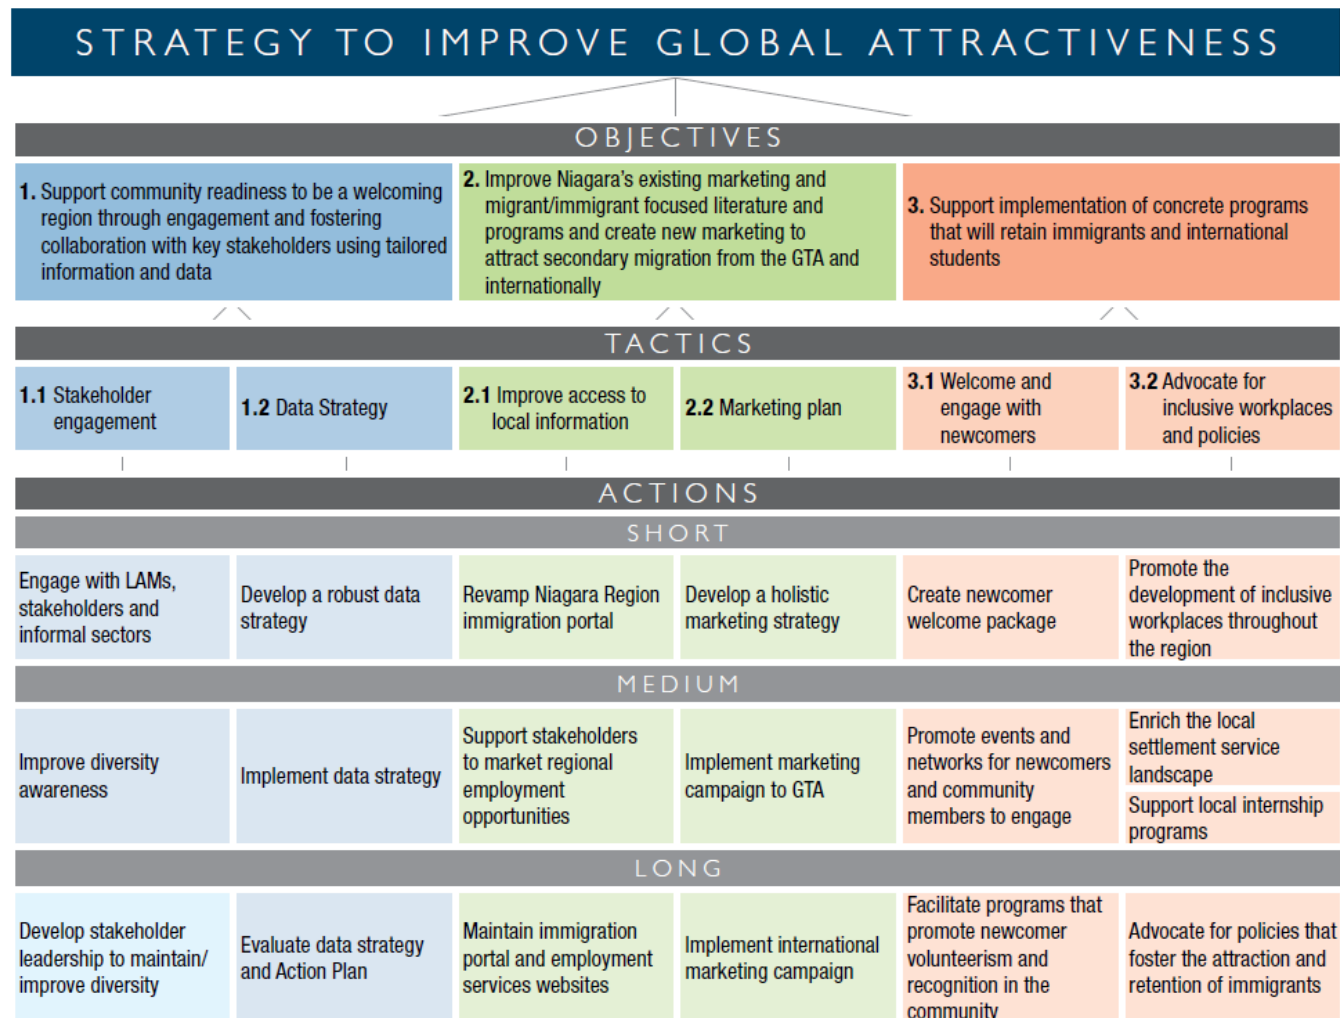 STRATEGY TO IMPROVE GLOBAL ATTRACTIVENESS
OBJECTIVES
1. Support community readiness to be a welcoming
region through engagement and fostering
collaboration with key stakeholders using tailored
information and data
2. Improve Niagara's existing marketing and
migrant/immigrant focused literature and
programs and create new marketing to
attract secondary migration from the GTA and
internationally
3. Support implementation of concrete programs
that will retain immigrants and international
students
TACTICS
1.1 Stakeholder
engagement
1.2 Data Strategy
2.1 Improve access to
local information
2.2 Marketing plan
3.1 Welcome and
engage with
newcomers
3.2 Advocate for
inclusive workplaces
and policies
ACTIONS
SHORT
Engage with LAMs,
stakeholders and
informal sectors
Develop a robust data
strategy
Revamp Niagara Region
immigration portal
Develop a holistic
marketing strategy
Create newcomer
welcome package
Promote the
development of inclusive
workplaces throughout
the region
MEDIUM
Improve diversity
awareness
Implement data strategy
Support stakeholders
to market regional
employment
opportunities
Implement marketing
campaign to GTA
Promote events and
networks for newcomers
and community
members to engage
Enrich the local
settlement service
landscape
Support local internship
programs
LONG
Develop stakeholder
leadership to maintain/
improve diversity
Evaluate data strategy
and Action Plan
Maintain immigration
portal and employment
services websites
Implement international
marketing campaign
Facilitate programs that
promote newcomer
volunteerism and
recognition in the
community
Advocate for policies that
foster the attraction and
retention of immigrants